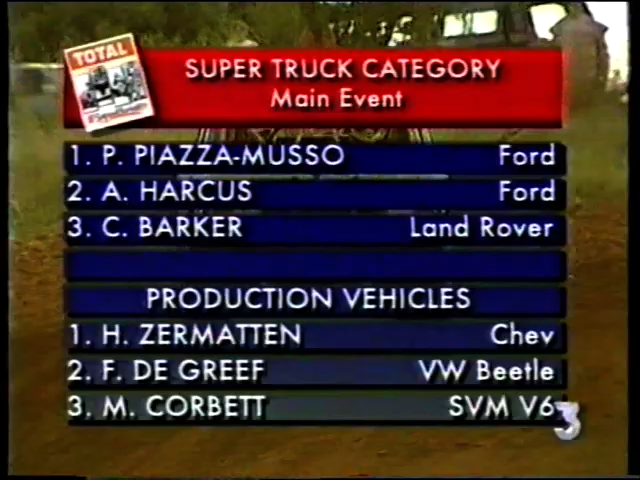 TOTAL
SUPER TRUCK CATEGORY
Main Event
1. P. PIAZZA-MUSSO Ford
2. A. HARCUS Ford
3. C. BARKER Land Rover
PRODUCTION VEHICLES
1. H. ZERMATTEN Chev
2. F. DE GREEF VW Beetle
3. M. CORBETT SVM V6
3